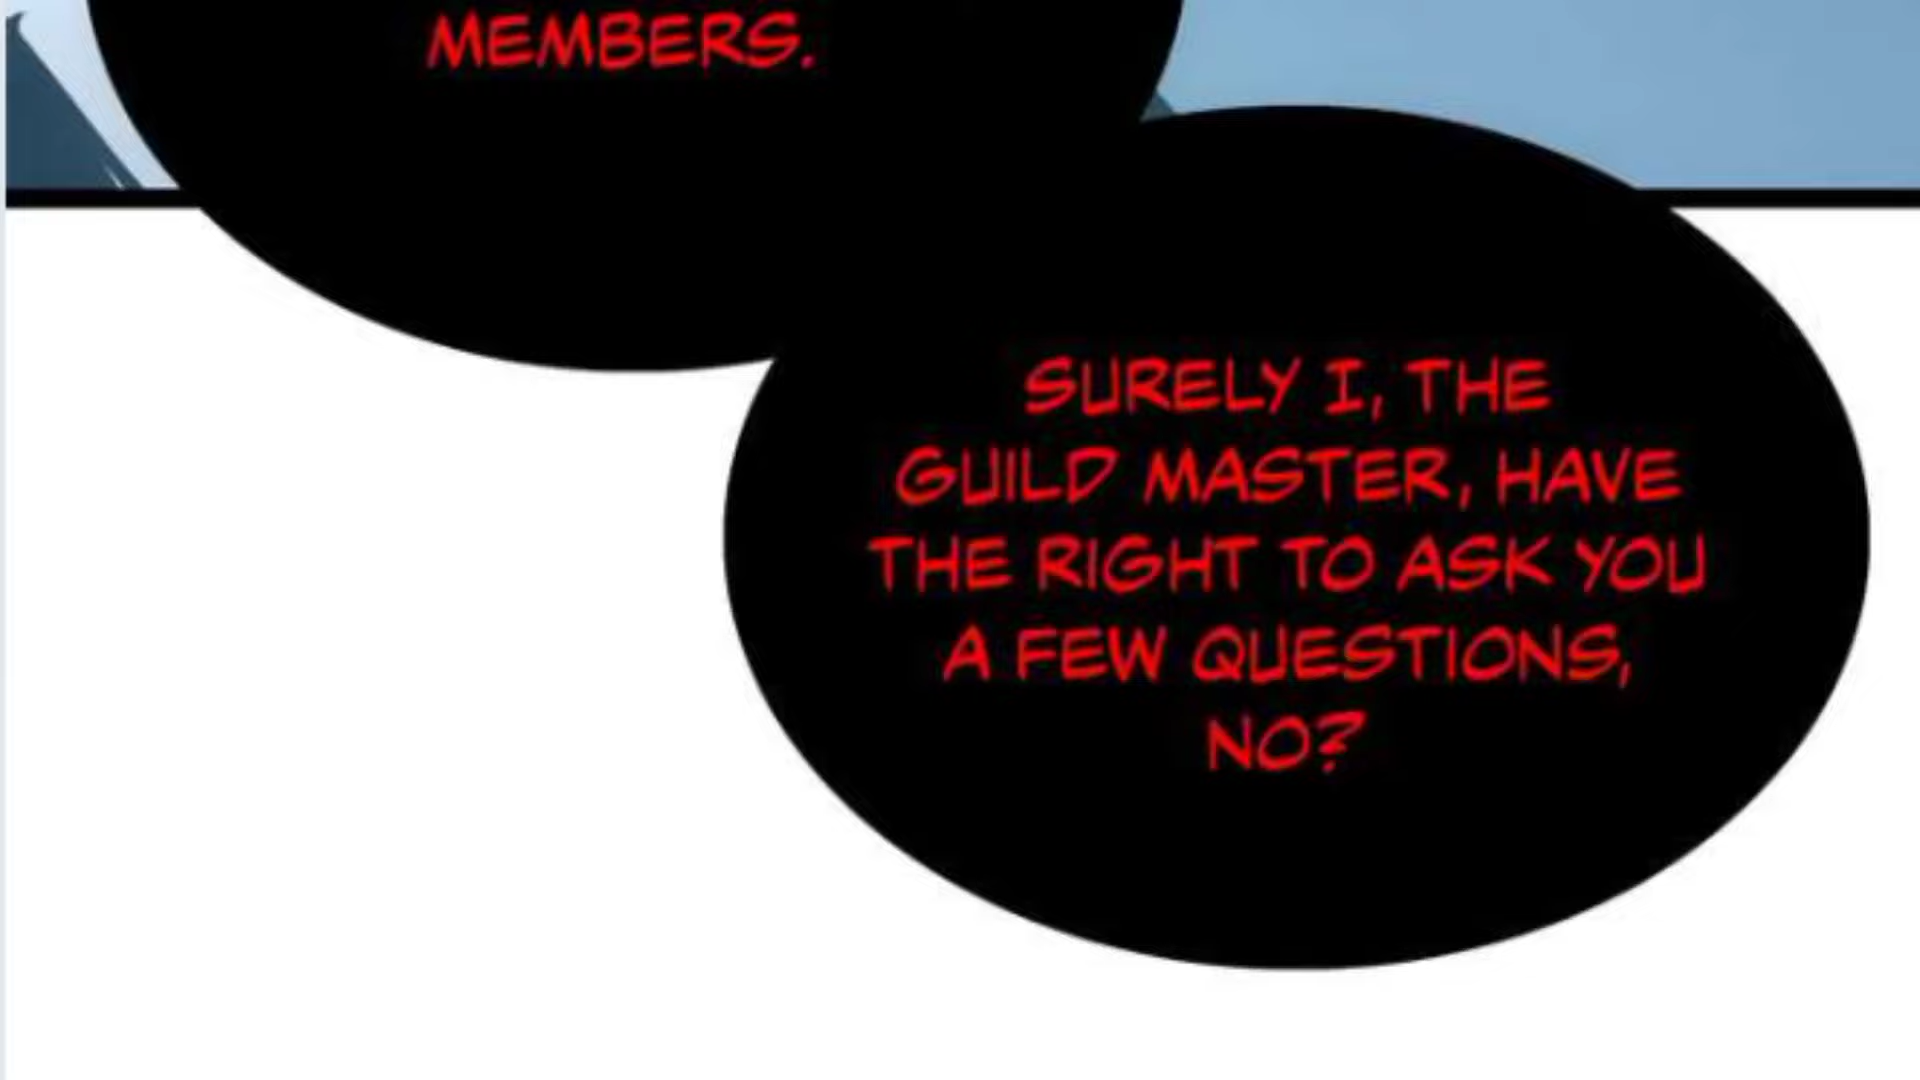 MEMBERS.
SURELY I, THE
GUILD MASTER, HAVE
THE RIGHT TO ASK YOU
A FEW QUESTIONS,
NO?